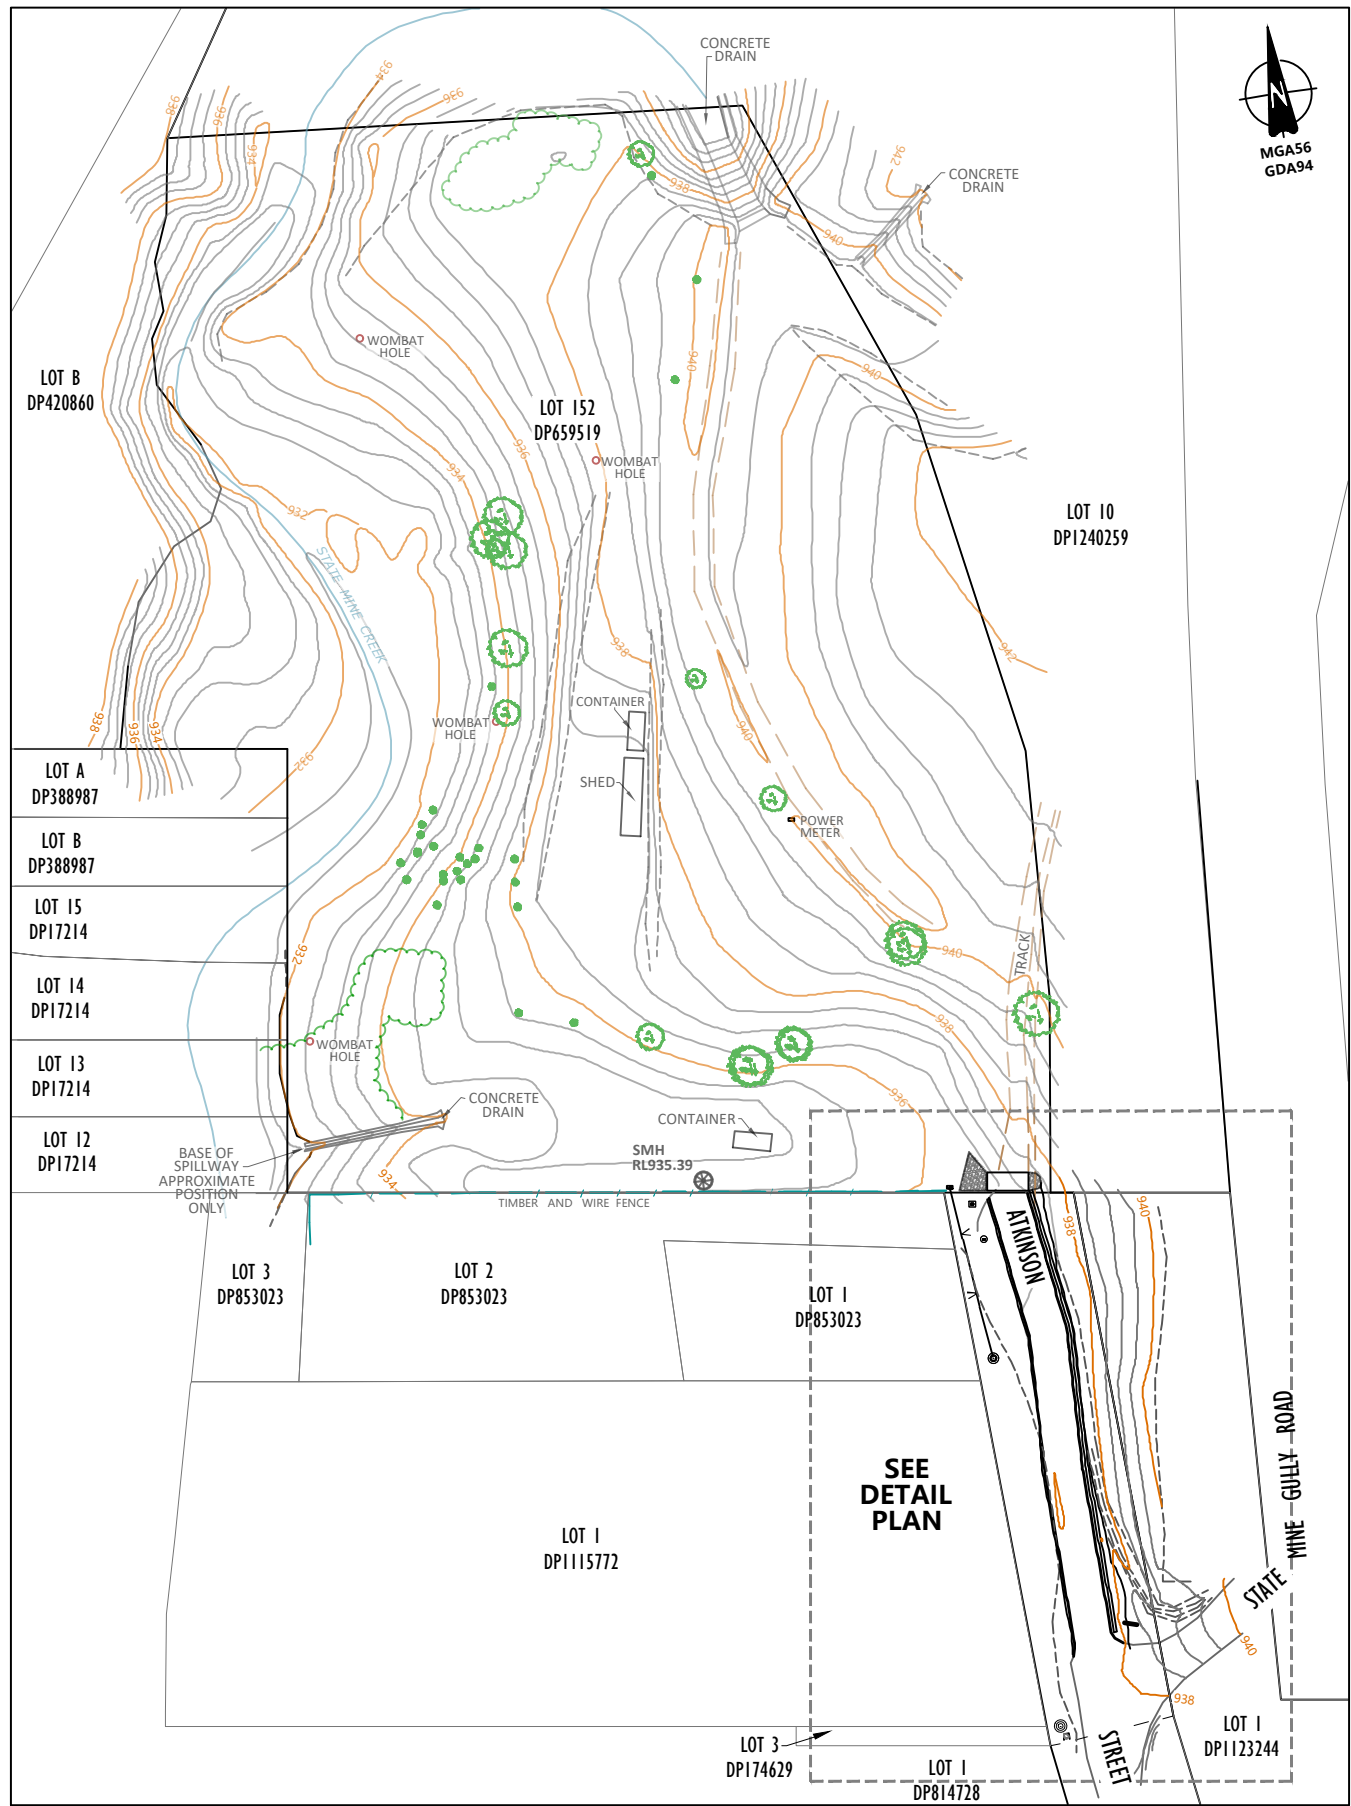 CONCRETE
DRAIN
MGA56
GDA94
938
936
934
934
936
938
942
CONCRETE
DRAIN
940
WOMBAT
HOLE
940
940
LOT B
DP420860
LOT 152
DP659519
936
934
WOMBAT
HOLE
932
LOT 10
DP1240259
STATE MINE CREEK
938
942
CONTAINER
WOMBAT
HOLE
938
936
934
932
940
SHED
LOT A
DP388987
POWER
METER
LOT B
DP388987
LOT 15
DP17214
932
940
TRACK
LOT 14
DP17214
938
WOMBAT
HOLE
LOT 13
DP17214
936
CONCRETE
DRAIN
CONTAINER
LOT 12
DP17214
BASE OF
SPILLWAY
APPROXIMATE
POSITION
ONLY
934
SMH
RL935.39
TIMBER AND WIRE FENCE
938
940
ATKINSON
LOT 3
DP853023
LOT 2
DP853023
LOT 1
DP853023
SEE
DETAIL
PLAN
STATE MINE GULLY ROAD
LOT 1
DP1115772
940
938
LOT 3
DP174629
STREET
LOT 1
DP1123244
LOT 1
DP814728